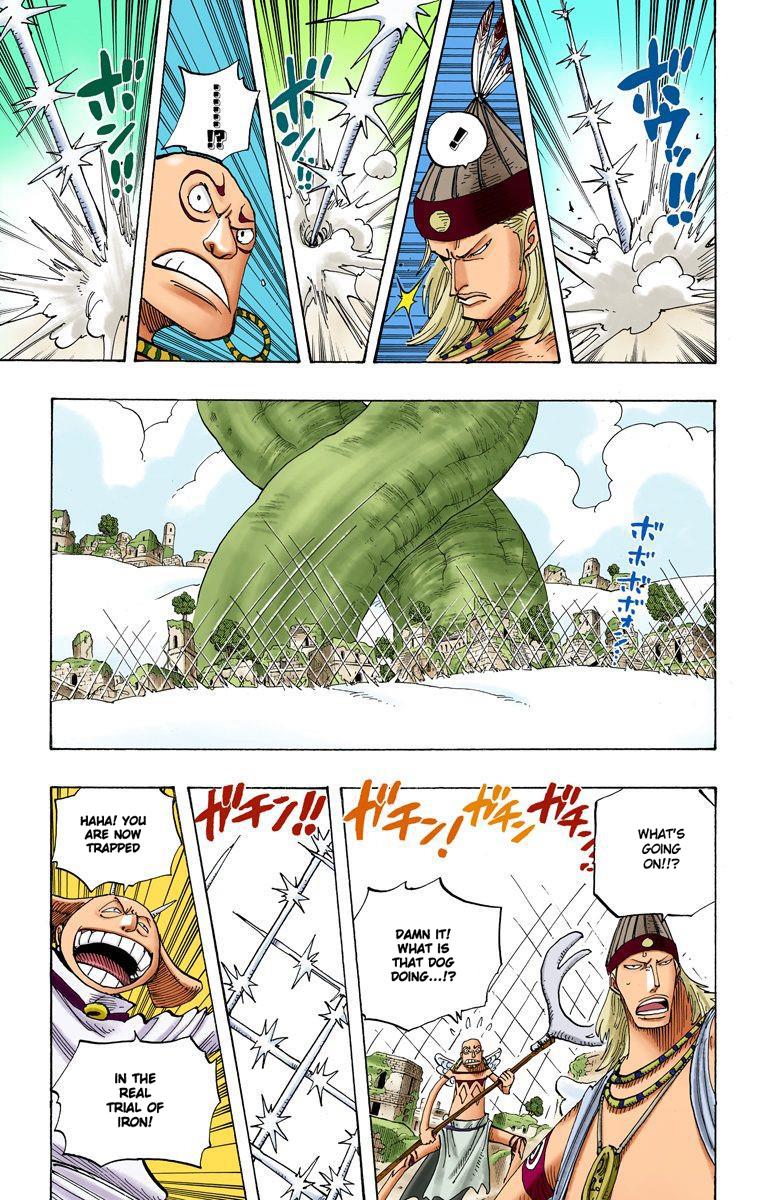 ボウッ!!
!
ボン!!
......!?
ボン!!
ボボボボォン...
WHAT'S
GOING
ON!!?
DAMN IT!
WHAT IS
THAT DOG
DOING...!?
ガチン!
ガチン
ガチン!
ガチン!!
HAHA! YOU
ARE NOW
TRAPPED
IN THE
REAL
TRIAL OF
IRON!